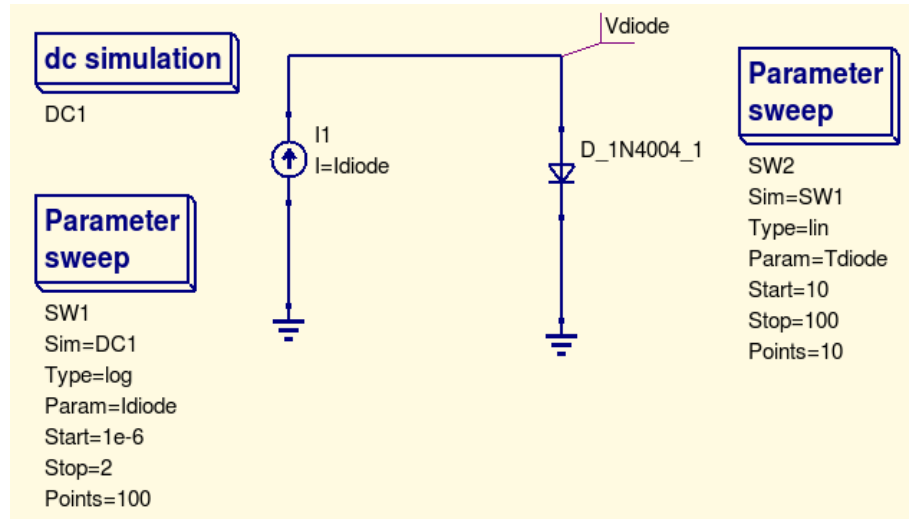 dc simulation
DC1
Parameter
sweep
SW1
Sim=DC1
Type=log
Param=Idiode
Start=1e-6
Stop=2
Points=100
I1
I=Idiode
Vdiode
D_1N4004_1
Parameter
sweep
SW2
Sim=SW1
Type=lin
Param=Tdiode
Start=10
Stop=100
Points=10